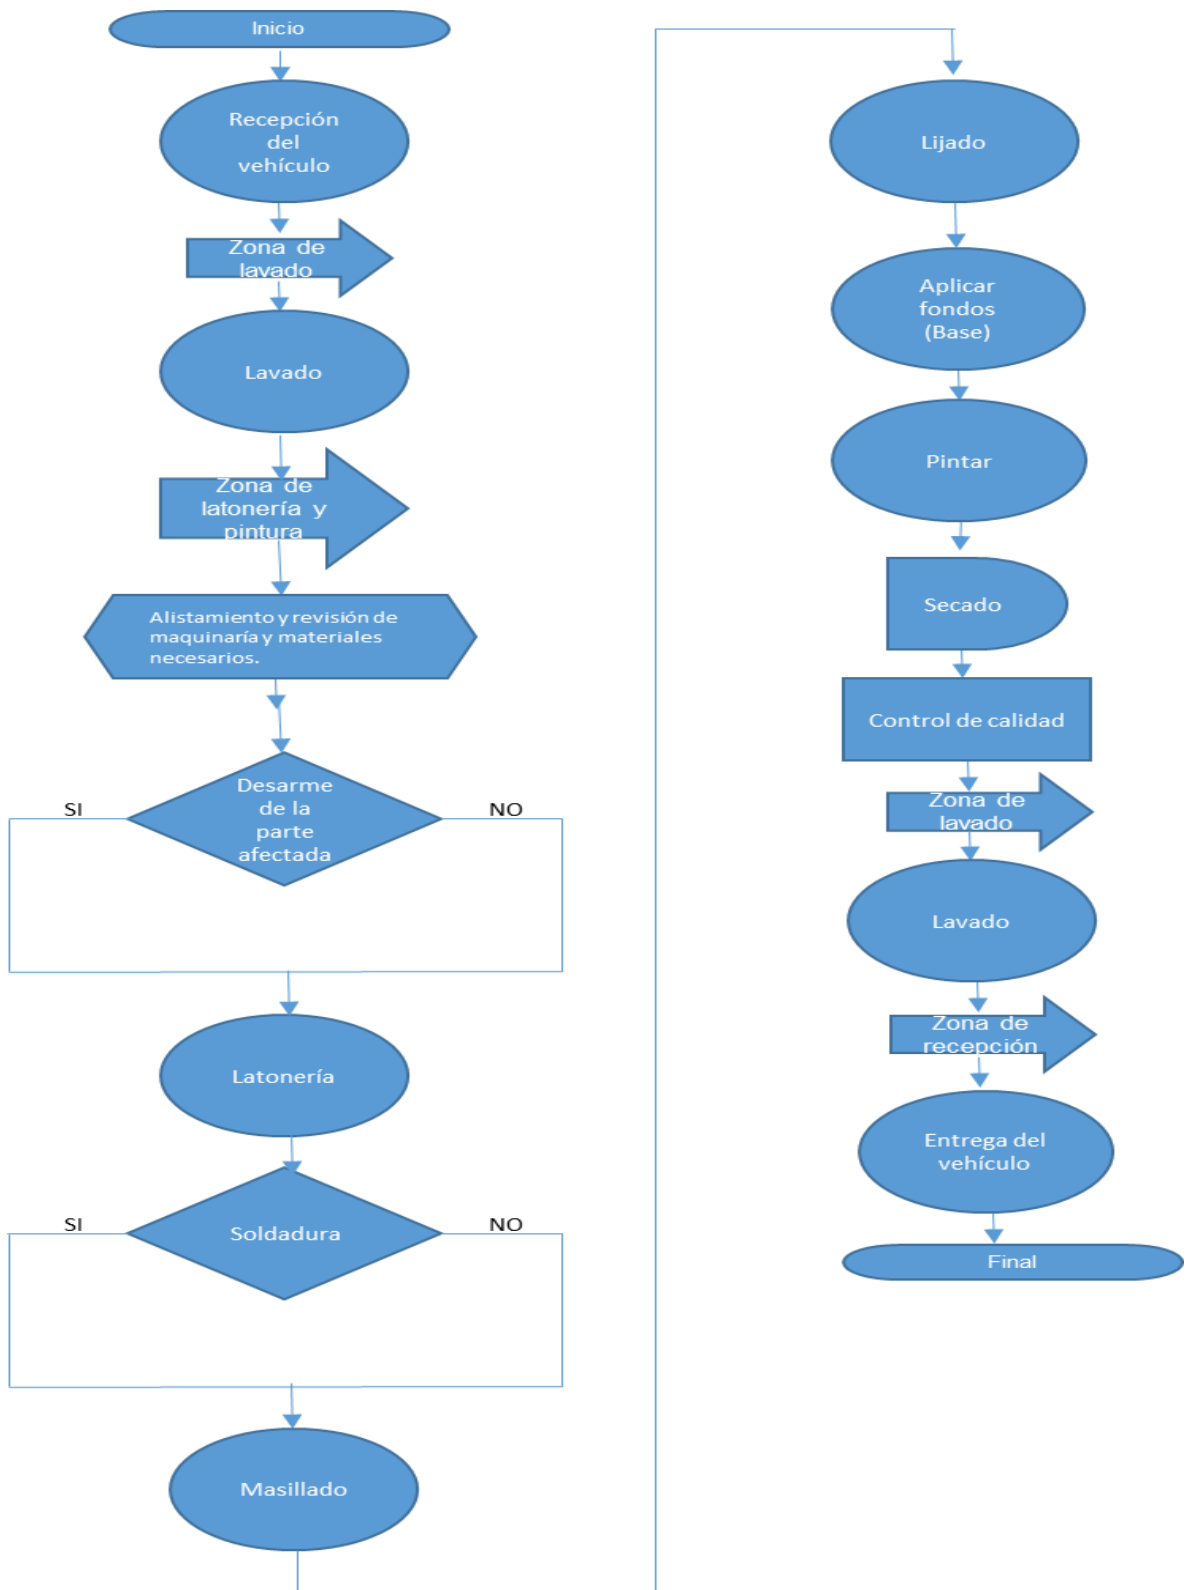 Inicio
Recepción
del
vehículo
Zona de
lavado
Lavado
Zona de
latonería y
pintura
Alistamiento y revisión de
maquinaría y materiales
necesarios.
Desarme
de la
parte
afectada
SI
NO
Latonería
Soldadura
SI
NO
Masillado
Lijado
Aplicar
fondos
(Base)
Pintar
Secado
Control de calidad
Zona de
lavado
Lavado
Zona de
recepción
Entrega del
vehículo
Final